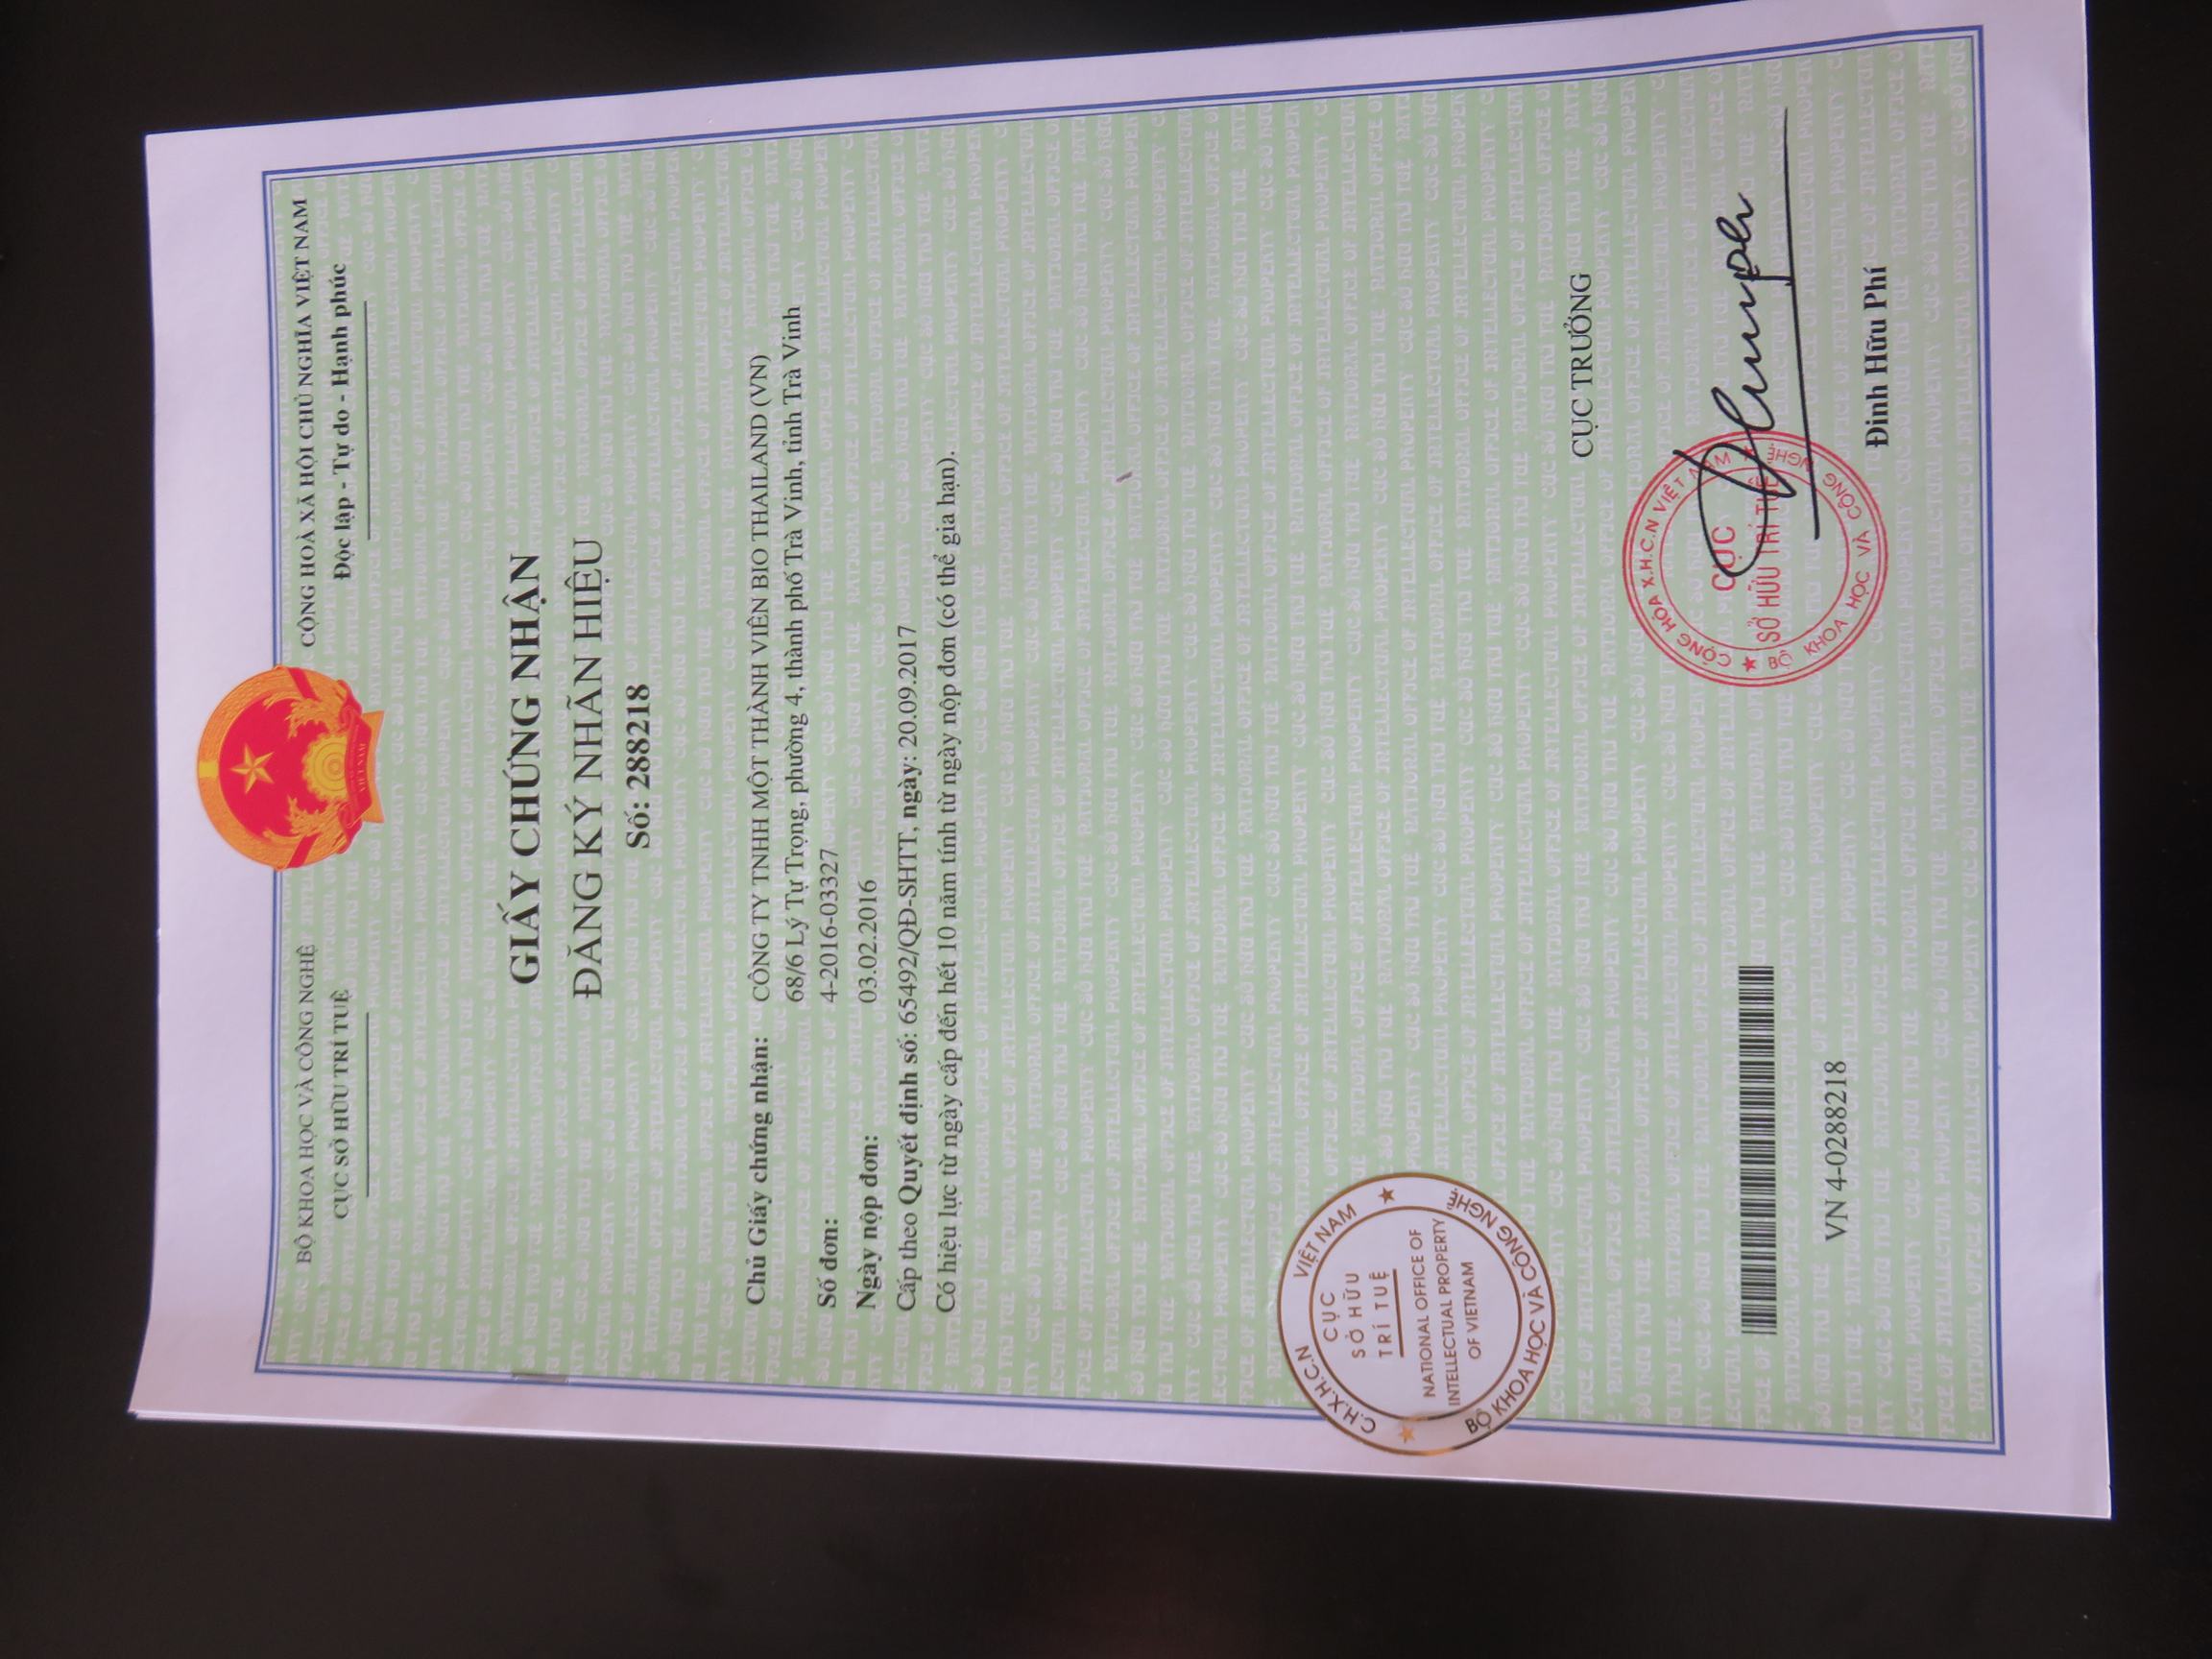 BỘ KHOA HỌC VÀ CÔNG NGHỆ
CỤC SỞ HỮU TRÍ TUỆ
CỘNG HOÀ XÃ HỘI CHỦ NGHĨA VIỆT NAM
Độc lập - Tự do - Hạnh phúc
VIỆT NAM
GIẤY CHỨNG NHẬN
ĐĂNG KÝ NHÃN HIỆU
Số: 288218
Chủ Giấy chứng nhận: CÔNG TY TNHH MỘT THÀNH VIÊN BIO THAILAND (VN)
68/6 Lý Tự Trọng, phường 4, thành phố Trà Vinh, tỉnh Trà Vinh
Số đơn: 4-2016-03327
Ngày nộp đơn: 03.02.2016
Cấp theo Quyết định số: 65492/QĐ-SHTT, ngày: 20.09.2017
Có hiệu lực từ ngày cấp đến hết 10 năm tính từ ngày nộp đơn (có thể gia hạn).
C.H.X.H.C.N VIỆT NAM
CỤC
SỞ HỮU
TRÍ TUỆ
NATIONAL OFFICE OF
INTELLECTUAL PROPERTY
OF VIETNAM
BỘ KHOA HỌC VÀ CÔNG NGHỆ
CỤC TRƯỞNG
CỘNG HÒA X.H.C.N VIỆT NAM
CỤC
SỞ HỮU TRÍ TUỆ
BỘ KHOA HỌC VÀ CÔNG NGHỆ
VN 4-0288218
Đinh Hữu Phí